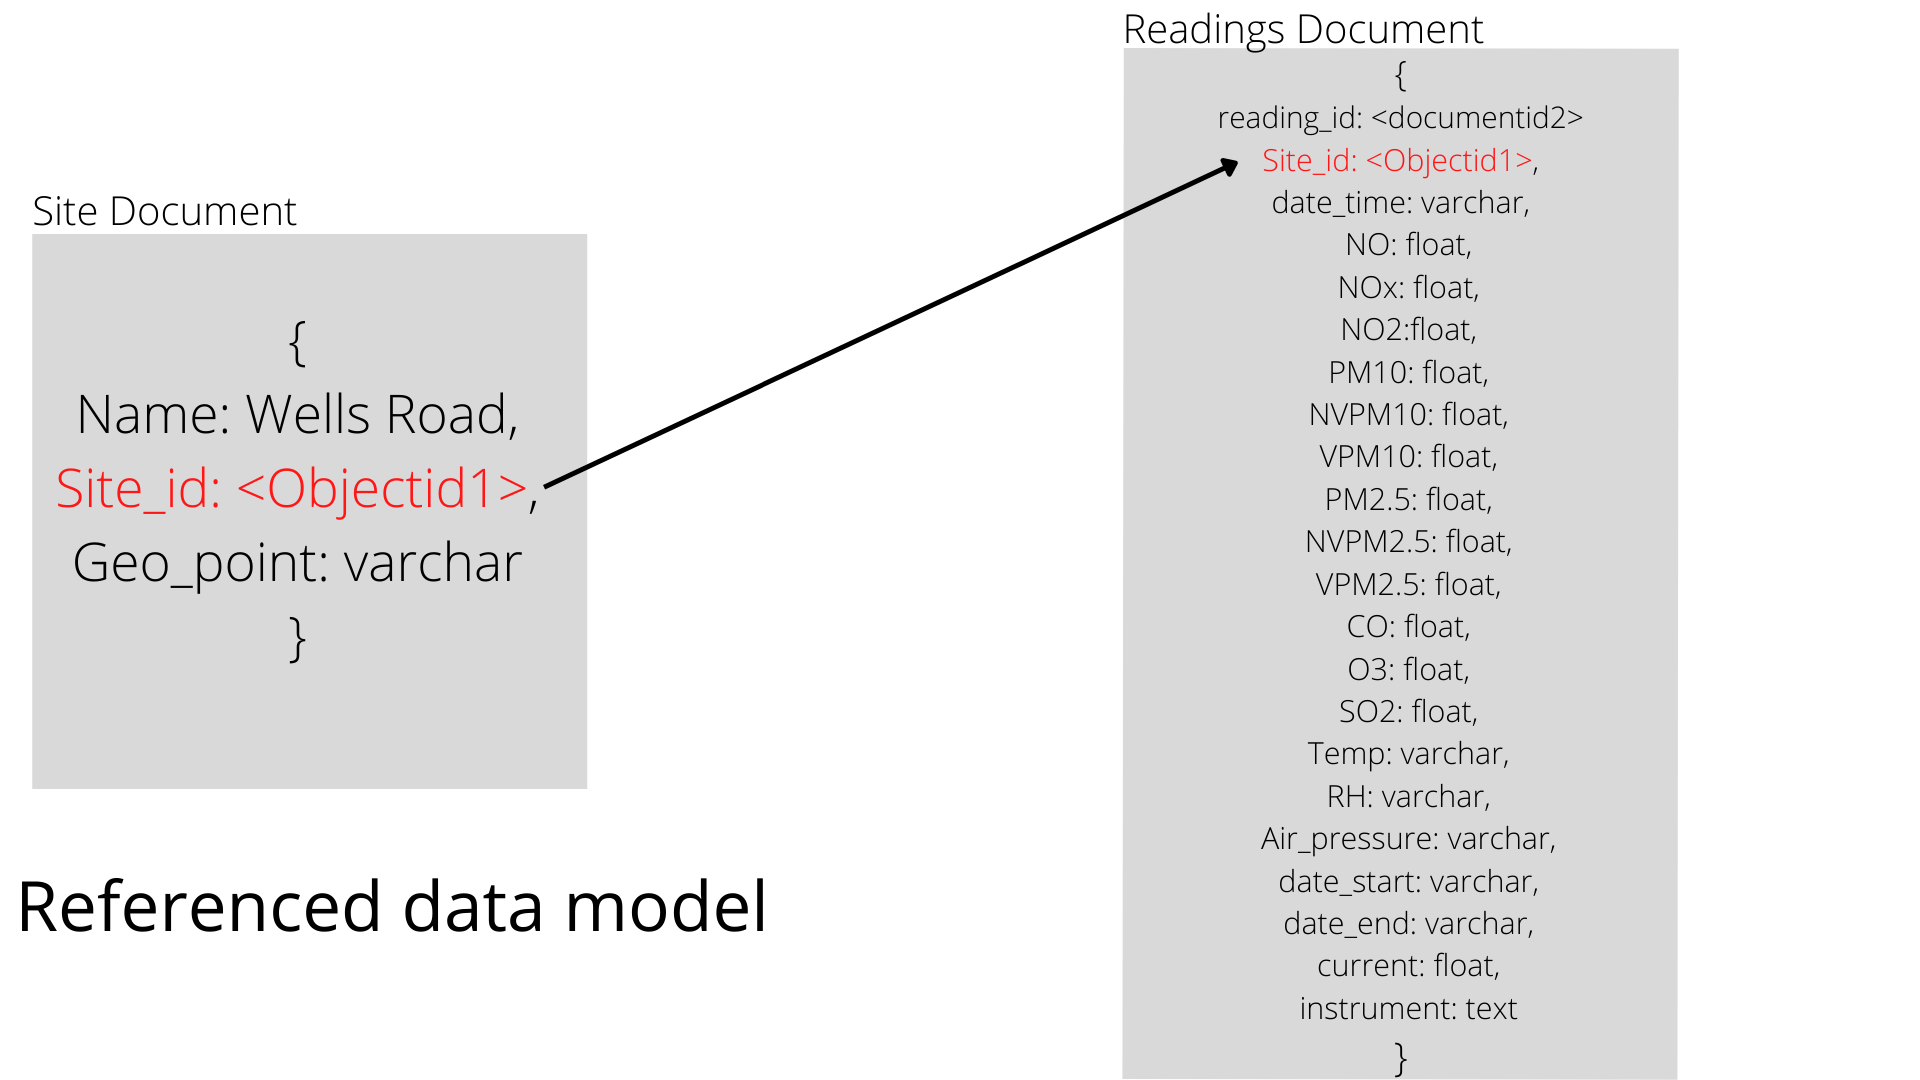 Site Document
{
Name: Wells Road,
Site_id: <Objectid1>,
Geo_point: varchar
}
Referenced data model
Readings Document
{
reading_id: <documentid2>
Site_id: <Objectid1>,
date_time: varchar,
NO: float,
NOx: float,
NO2:float,
PM10: float,
NVPM10: float,
VPM10: float,
PM2.5: float,
NVPM2.5: float,
VPM2.5: float,
CO: float,
O3: float,
SO2: float,
Temp: varchar,
RH: varchar,
Air_pressure: varchar,
date_start: varchar,
date_end: varchar,
current: float,
instrument: text
}